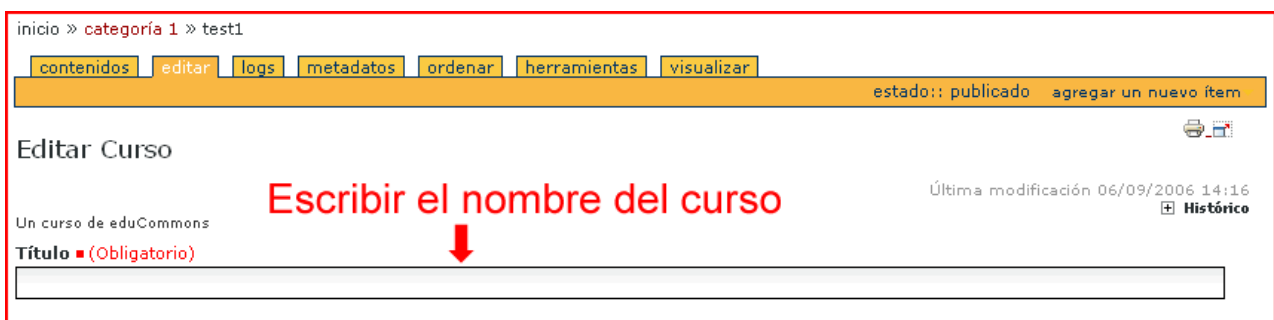 inicio » categoría 1 » test1
contenidos editar logs metadatos ordenar herramientas visualizar
estado:: publicado agregar un nuevo ítem
Editar Curso
Última modificación 06/09/2006 14:16
Histórico
Escribir el nombre del curso
Un curso de eduCommons
Título (Obligatorio)